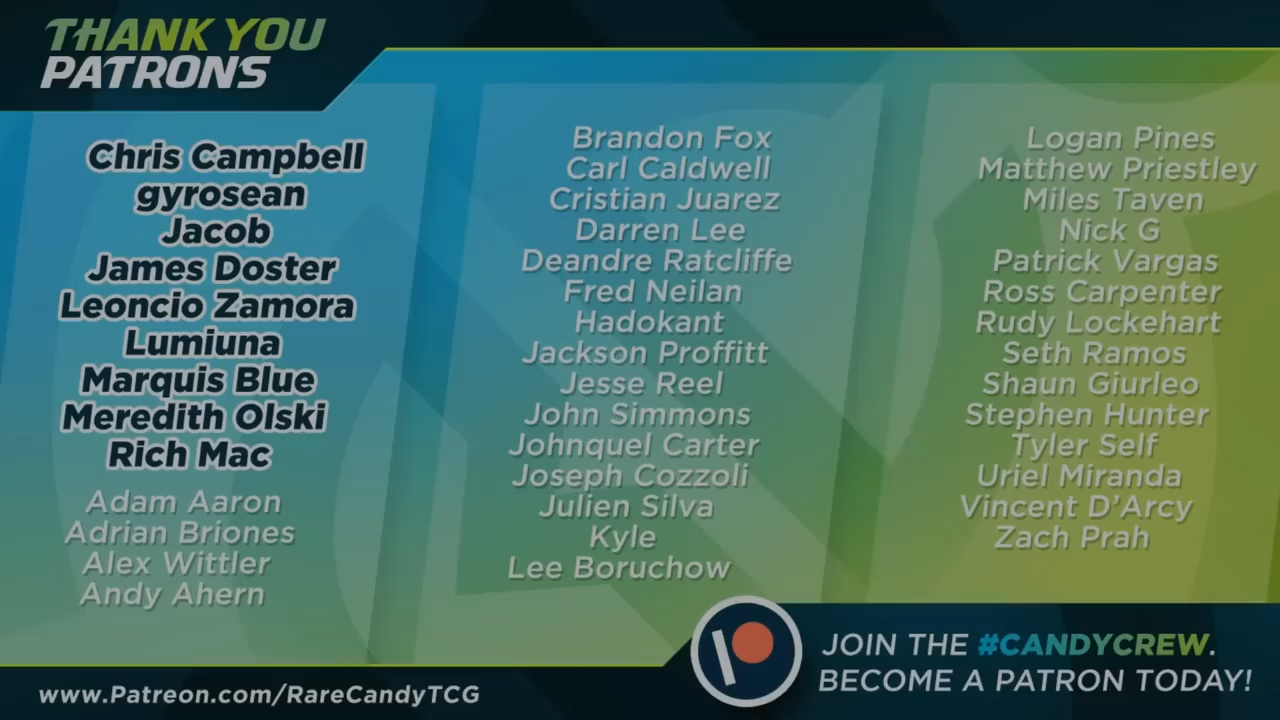 THANK YOU
PATRONS
Chris Campbell
gyrosean
Jacob
James Doster
Leoncio Zamora
Lumiuna
Marquis Blue
Meredith Olski
Rich Mac
Adam Aaron
Adrian Briones
Alex Wittler
Andy Ahern
Brandon Fox
Carl Caldwell
Cristian Juarez
Darren Lee
Deandre Ratcliffe
Fred Neilan
Hadokant
Jackson Proffitt
Jesse Reel
John Simmons
Johnquel Carter
Joseph Cozzoli
Julien Silva
Kyle
Lee Boruchow
Logan Pines
Matthew Priestley
Miles Taven
Nick G
Patrick Vargas
Ross Carpenter
Rudy Lockehart
Seth Ramos
Shaun Giurleo
Stephen Hunter
Tyler Self
Uriel Miranda
Vincent D'Arcy
Zach Prah
www.Patreon.com/RareCandyTCG
JOIN THE #CANDYCREW.
BECOME A PATRON TODAY!